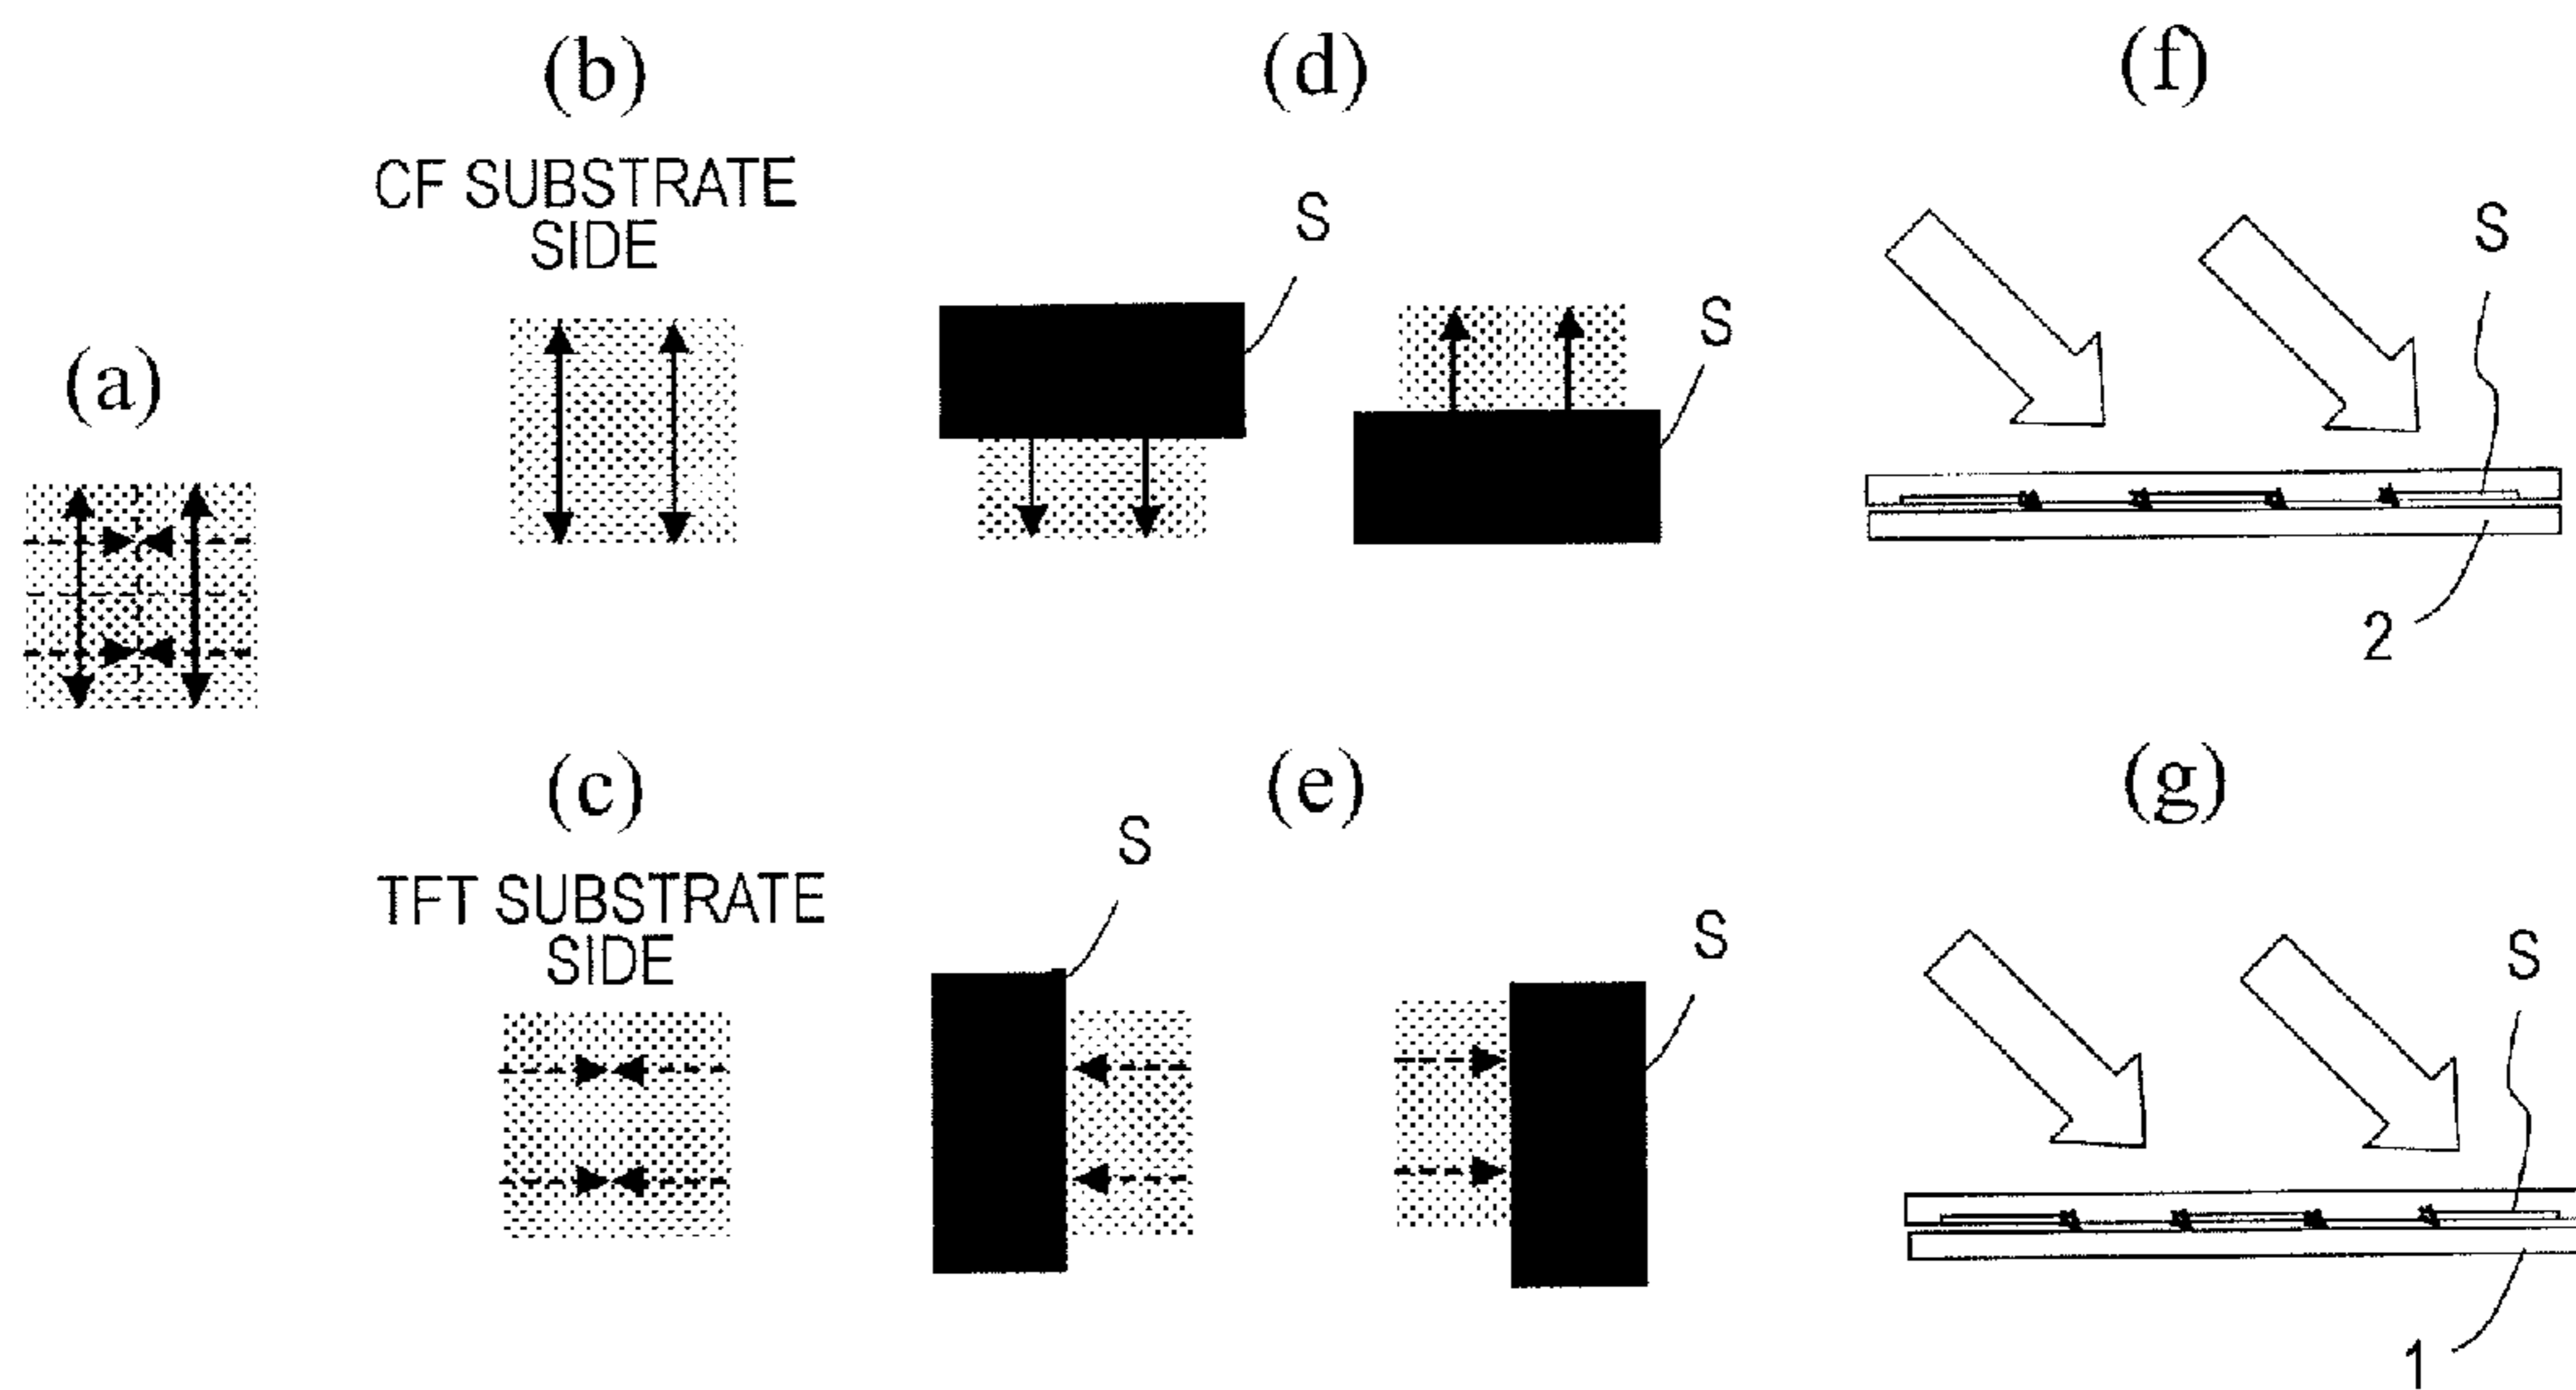 (a)
(b)
CF SUBSTRATE
SIDE
(d)
S
S
(f)
S
2
(c)
TFT SUBSTRATE
SIDE
(e)
S
S
(g)
S
1